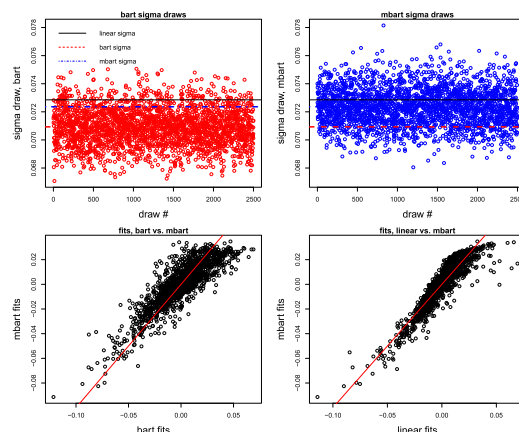 bart sigma draws
linear sigma
bart sigma
mbart sigma
sigma draw, bart
0.068 0.070 0.072 0.074 0.076 0.078
0 500 1000 1500 2000 2500
draw #
mbart sigma draws
sigma draw, mbart
0.068 0.070 0.072 0.074 0.076 0.078
0 500 1000 1500 2000 2500
draw #
fits, bart vs. mbart
mbart fits
−0.08 −0.06 −0.04 −0.02 0.00 0.02
−0.10 −0.05 0.00 0.05
bart fits
fits, linear vs. mbart
mbart fits
−0.08 −0.06 −0.04 −0.02 0.00 0.02
−0.10 −0.05 0.00 0.05
linear fits